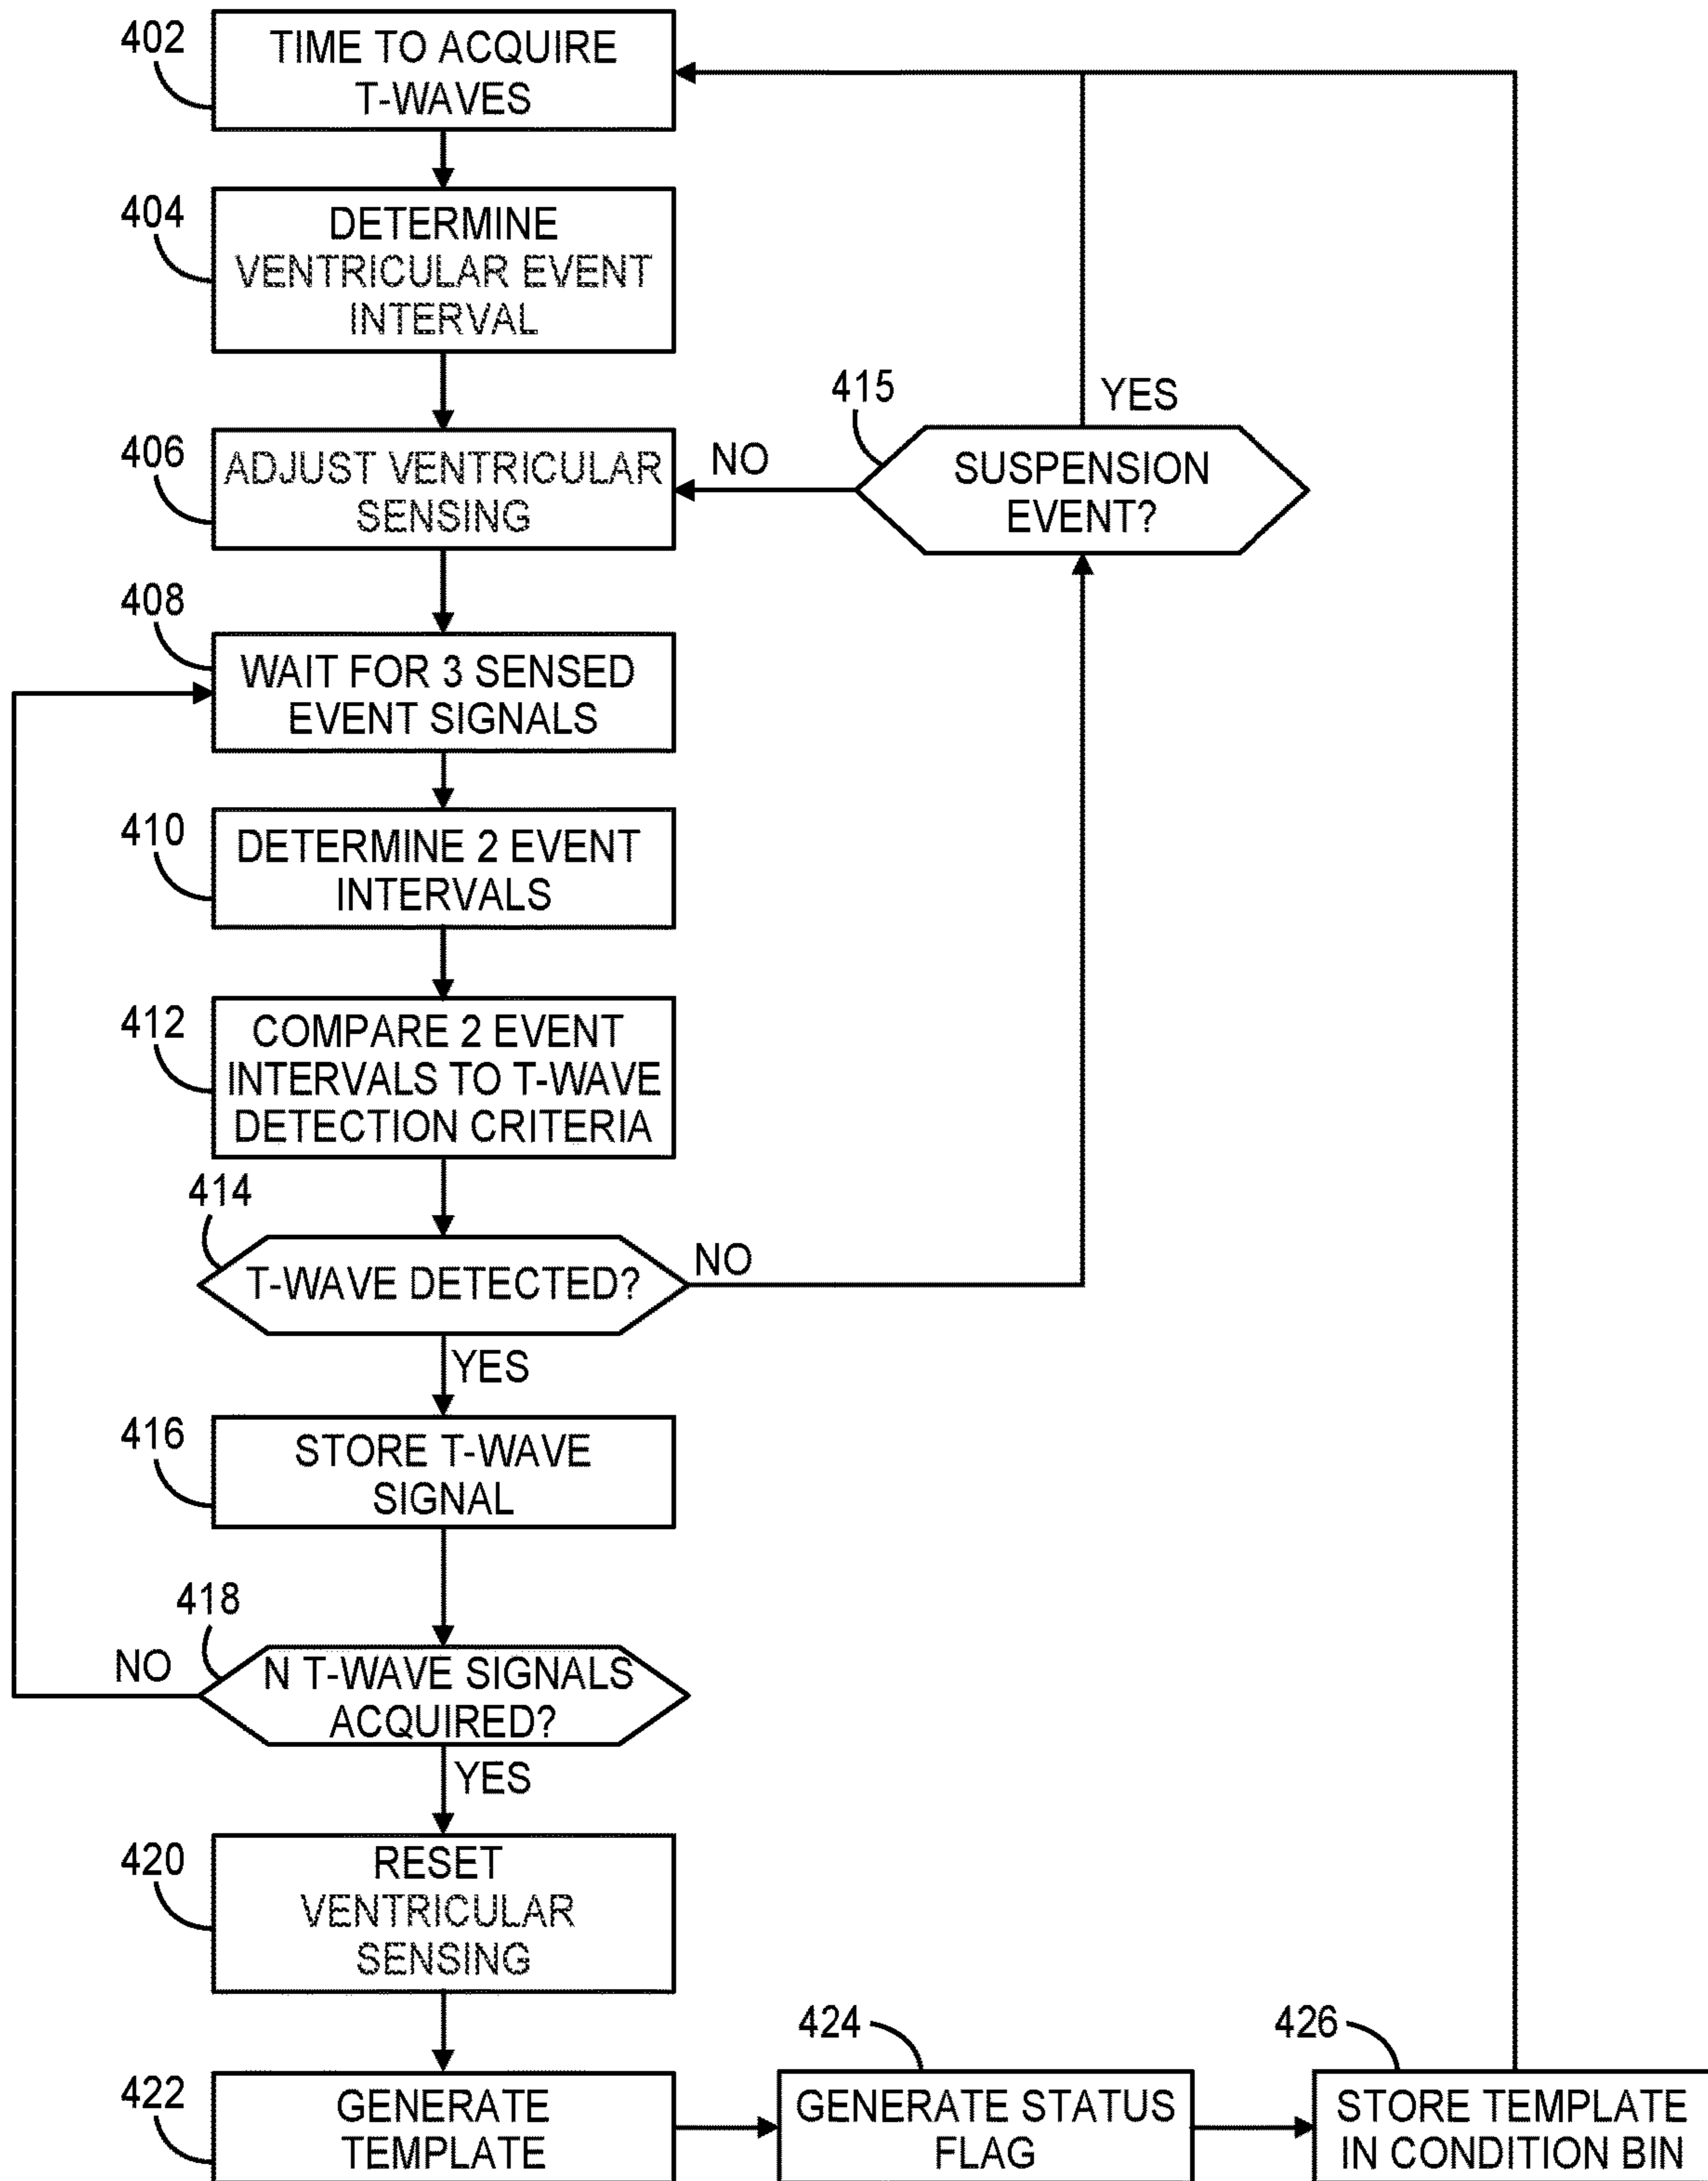 402
TIME TO ACQUIRE
T-WAVES
404
DETERMINE
VENTRICULAR EVENT
INTERVAL
415
YES
406
ADJUST VENTRICULAR
SENSING
NO
SUSPENSION
EVENT?
408
WAIT FOR 3 SENSED
EVENT SIGNALS
410
DETERMINE 2 EVENT
INTERVALS
412
COMPARE 2 EVENT
INTERVALS TO T-WAVE
DETECTION CRITERIA
414
T-WAVE DETECTED?
NO
YES
416
STORE T-WAVE
SIGNAL
418
NO
N T-WAVE SIGNALS
ACQUIRED?
YES
420
RESET
VENTRICULAR
SENSING
422
GENERATE
TEMPLATE
424
GENERATE STATUS
FLAG
426
STORE TEMPLATE
IN CONDITION BIN